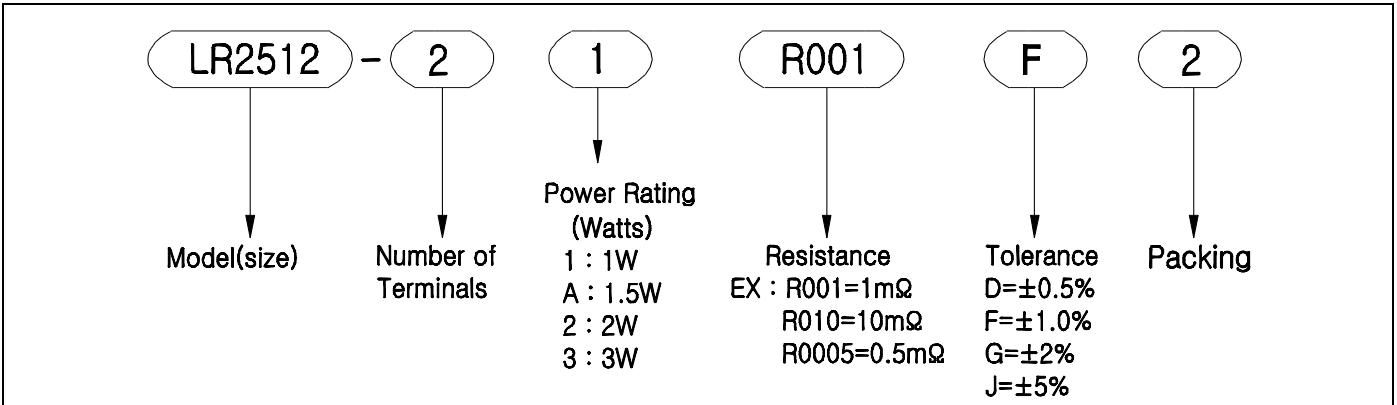 LR2512 - 2 1 R001 F 2
Model(size)
Number of
Terminals
Power Rating
(Watts)
1 : 1W
A : 1.5W
2 : 2W
3 : 3W
Resistance
EX : R001=1mΩ
R010=10mΩ
R0005=0.5mΩ
Tolerance
D=±0.5%
F=±1.0%
G=±2%
J=±5%
Packing